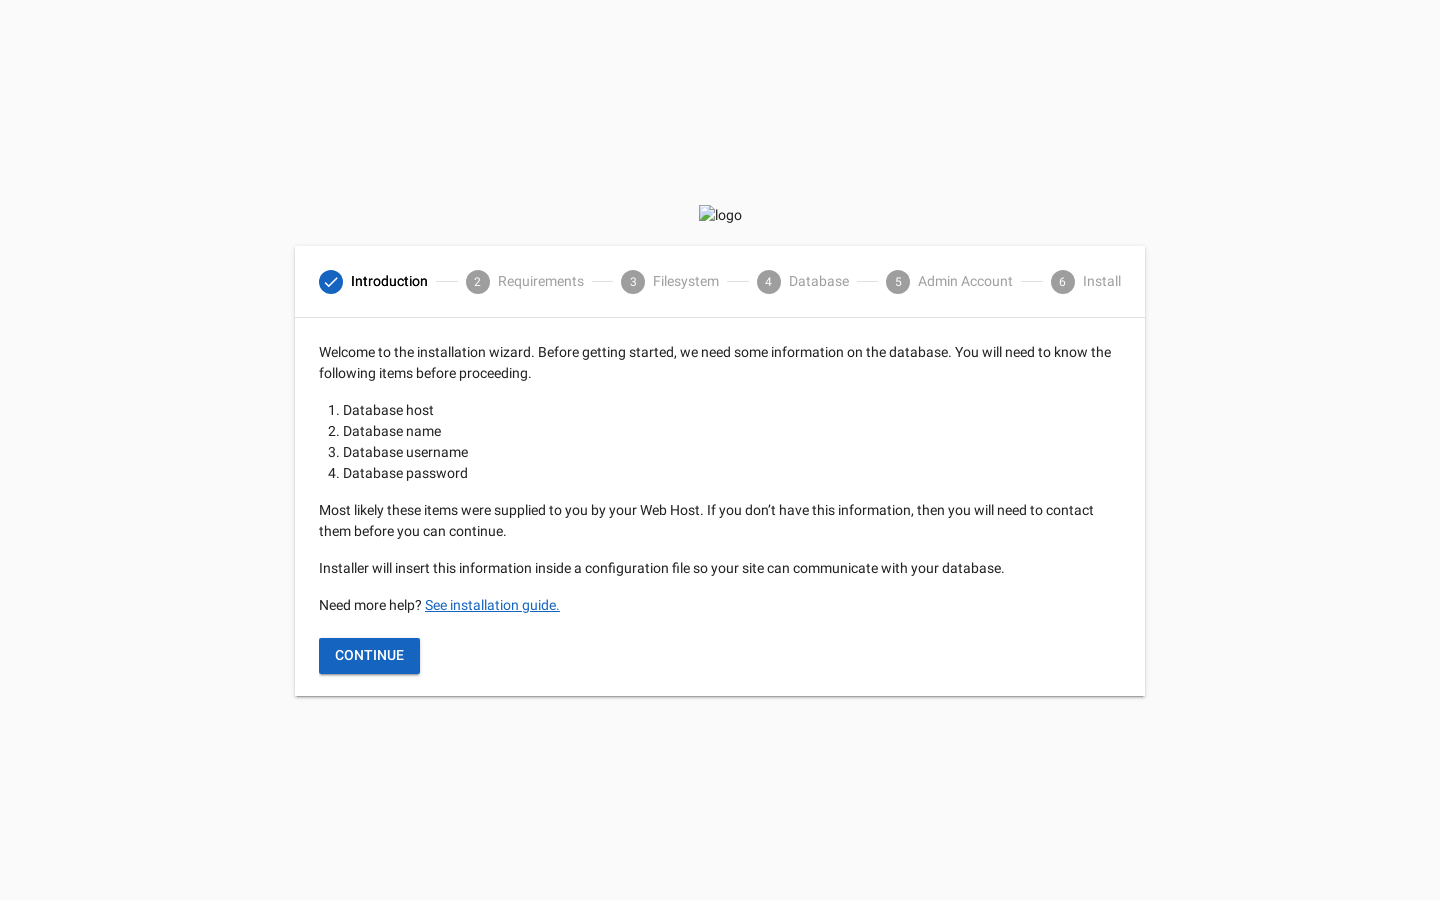 logo
Introduction
2 Requirements
3 Filesystem
4 Database
5 Admin Account
6 Install
Welcome to the installation wizard. Before getting started, we need some information on the database. You will need to know the
following items before proceeding.
1. Database host
2. Database name
3. Database username
4. Database password
Most likely these items were supplied to you by your Web Host. If you don’t have this information, then you will need to contact
them before you can continue.
Installer will insert this information inside a configuration file so your site can communicate with your database.
Need more help? See installation guide.
CONTINUE